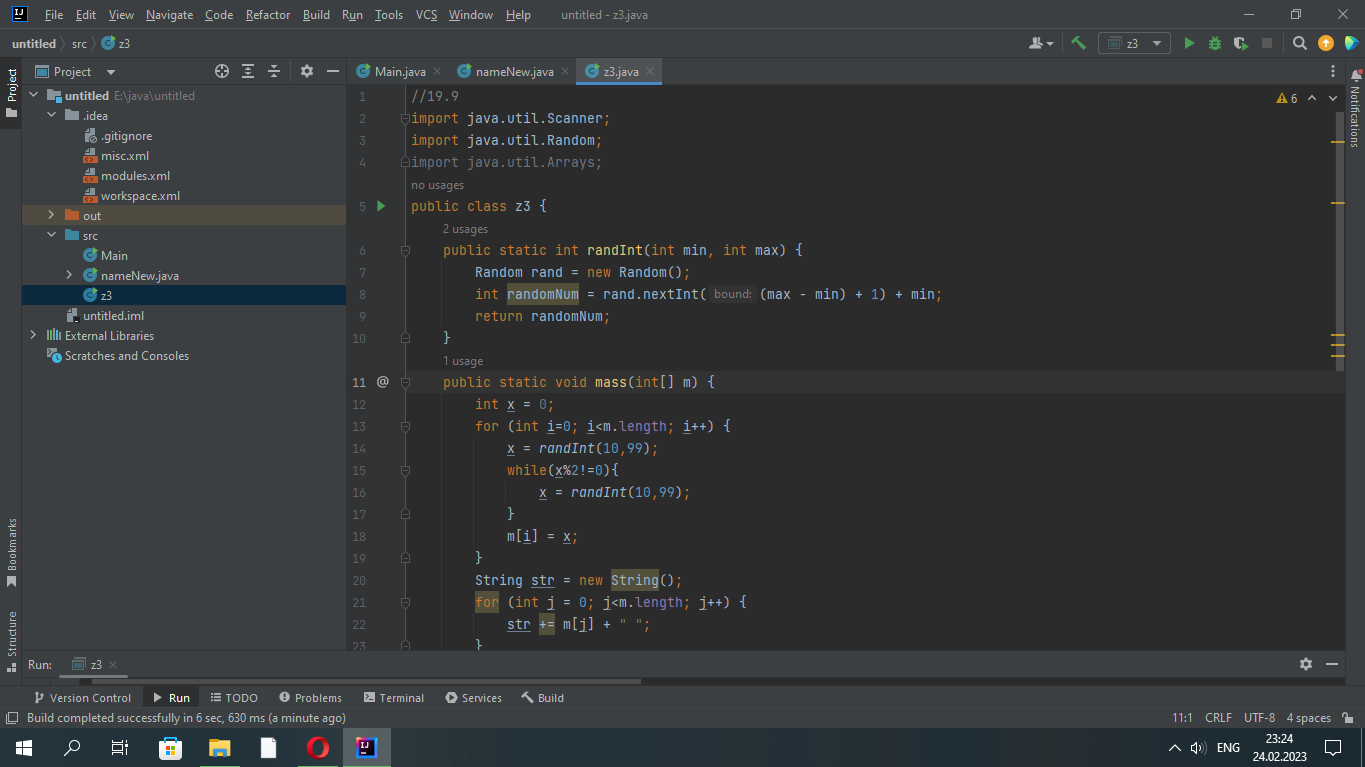 File Edit View Navigate Code Refactor Build Run Tools VCS Window Help untitled - z3.java
untitled src z3
z3
Project
Project
Main.java nameNew.java z3.java
untitled E:\java\untitled
.idea
.gitignore
misc.xml
modules.xml
workspace.xml
out
src
Main
nameNew.java
z3
untitled.iml
External Libraries
Scratches and Consoles
Bookmarks
Structure
6
Notifications
1 //19.9
2 import java.util.Scanner;
3 import java.util.Random;
4 import java.util.Arrays;
no usages
5 public class z3 {
2 usages
6 public static int randInt(int min, int max) {
7 Random rand = new Random();
8 int randomNum = rand.nextInt( bound: (max - min) + 1) + min;
9 return randomNum;
10 }
1 usage
11 @ public static void mass(int[] m) {
12 int x = 0;
13 for (int i=0; i<m.length; i++) {
14 x = randInt(10,99);
15 while(x%2!=0){
16 x = randInt(10,99);
17 }
18 m[i] = x;
19 }
20 String str = new String();
21 for (int j = 0; j<m.length; j++) {
22 str += m[j] + " ";
23 }
Run: z3
Version Control Run TODO Problems Terminal Services Build
Build completed successfully in 6 sec, 630 ms (a minute ago)
11:1 CRLF UTF-8 4 spaces
ENG
23:24
24.02.2023